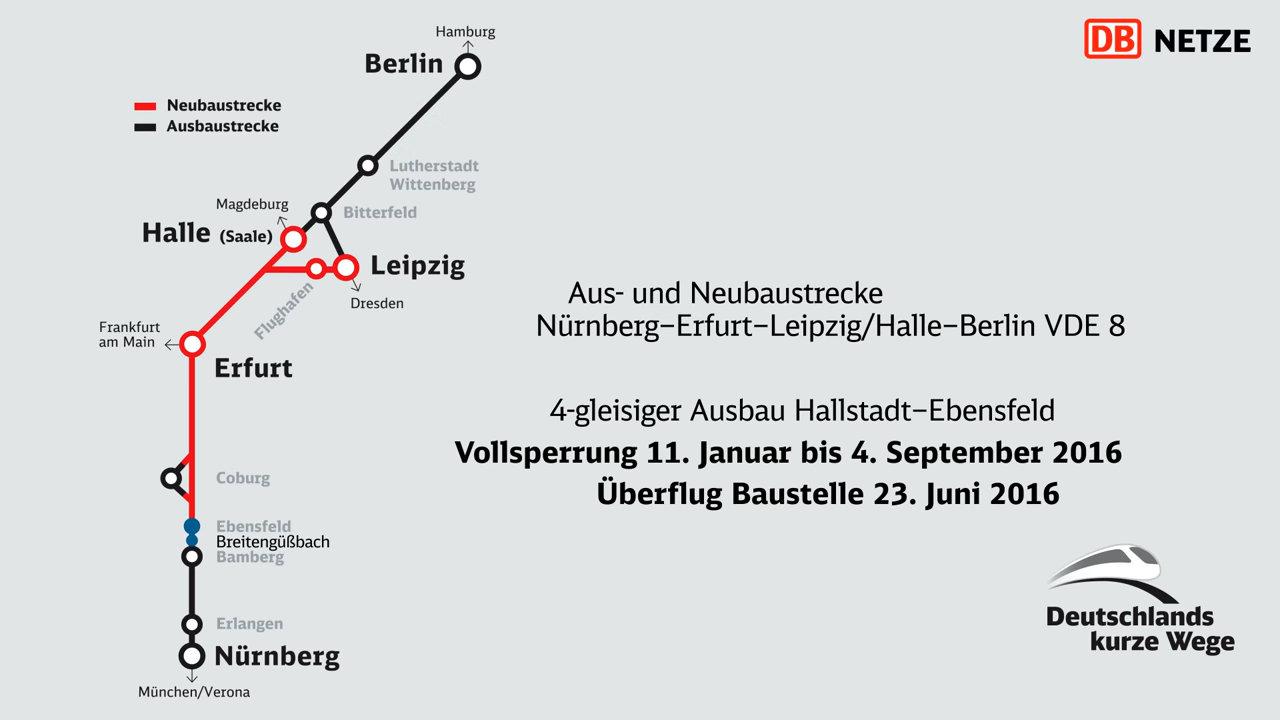 Hamburg
Berlin
DB NETZE
Neubaustrecke
Ausbaustrecke
Lutherstadt
Wittenberg
Magdeburg
Bitterfeld
Halle (Saale)
Leipzig
Flughafen
Dresden
Frankfurt
am Main
Erfurt
Coburg
Ebensfeld
Breitengüßbach
Bamberg
Erlangen
Nürnberg
München/Verona
Aus- und Neubaustrecke
Nürnberg–Erfurt–Leipzig/Halle–Berlin VDE 8
4-gleisiger Ausbau Hallstadt–Ebensfeld
Vollsperrung 11. Januar bis 4. September 2016
Überflug Baustelle 23. Juni 2016
Deutschlands
kurze Wege